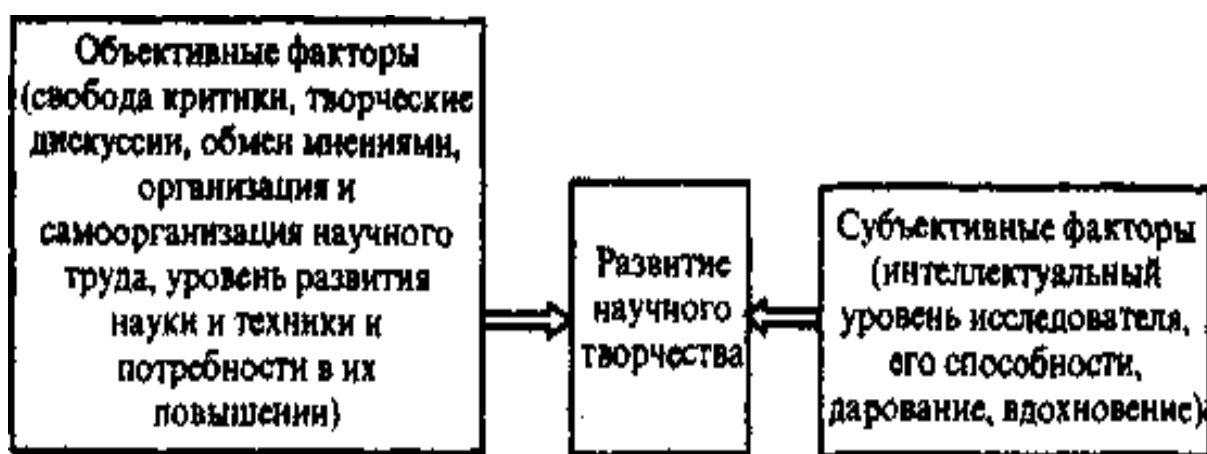 Объективные факторы
(свобода критики, творческие
дискуссии, обмен мнениями,
организация и
самоорганизация научного
труда, уровень развития
науки и техники и
потребности в их
повышении)
Развитие
научного
творчества
Субъективные факторы
(интеллектуальный
уровень исследователя,
его способности,
дарование, вдохновение)